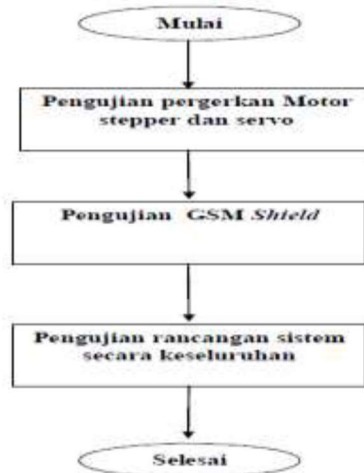 Mulai
Pengujian pergerkan Motor
stepper dan servo
Pengujian GSM Shield
Pengujian rancangan sistem
secara keseluruhan
Selesai